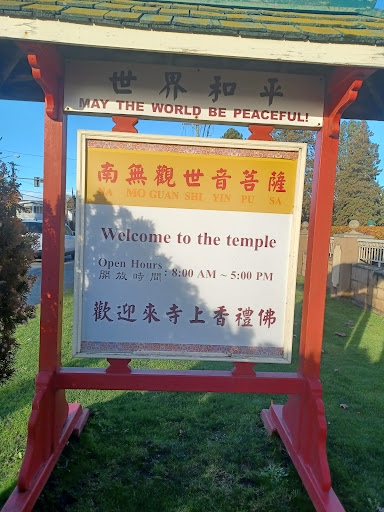 世界和平
MAY THE WORLD BE PEACEFUL!
南無觀世音菩薩
NA MO GUAN SHI YIN PU SA
Welcome to the temple
Open Hours
開放時間 : 8:00 AM ~ 5:00 PM
歡迎來寺上香禮佛